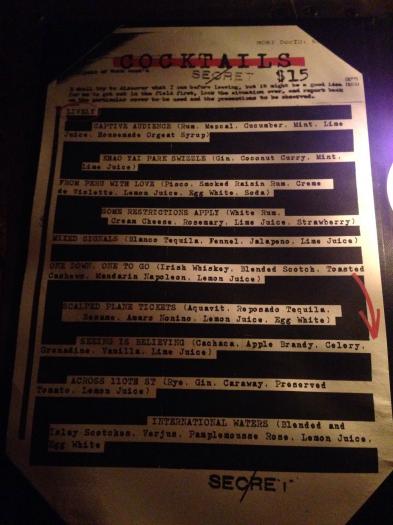 COCKTAILS
SECRET $15
I shall try to discover what I can before leaving, but it might be a good idea
for me to get out in the field first, look the situation over, and report back
on the particular cover to be used and the precautions to be observed.
LIVELY
CAPTIVE AUDIENCE (Rum, Mezcal, Cucumber, Mint, Lime
Juice, Housemade Orgeat Syrup)
KHAO YAI PARK SWIZZLE (Gin, Coconut Curry, Mint,
Lime Juice)
FROM PERU WITH LOVE (Pisco, Smoked Raisin Rum, Creme
de Violette, Lemon Juice, Egg White, Soda)
SOME RESTRICTIONS APPLY (White Rum,
Cream Cheese, Rosemary, Lime Juice, Strawberry)
MIXED SIGNALS (Blanco Tequila, Fennel, Jalapeno, Lime Juice)
ONE DOWN, ONE TO GO (Irish Whiskey, Blended Scotch, Toasted
Cashews, Mandarin Napoleon, Lemon Juice)
SCALPED PLANE TICKETS (Aquavit, Reposado Tequila,
Sesame, Amaro Nonino, Lemon Juice, Egg White)
SEEING IS BELIEVING (Cachaca, Apple Brandy, Celery,
Grenadine, Vanilla, Lime Juice)
ACROSS 110TH ST (Rye, Gin, Caraway, Preserved
Tomato, Lemon Juice)
INTERNATIONAL WATERS (Blended and
Islay Scotches, Verjus, Pamplemousse Rose, Lemon Juice,
Egg White
SECRET